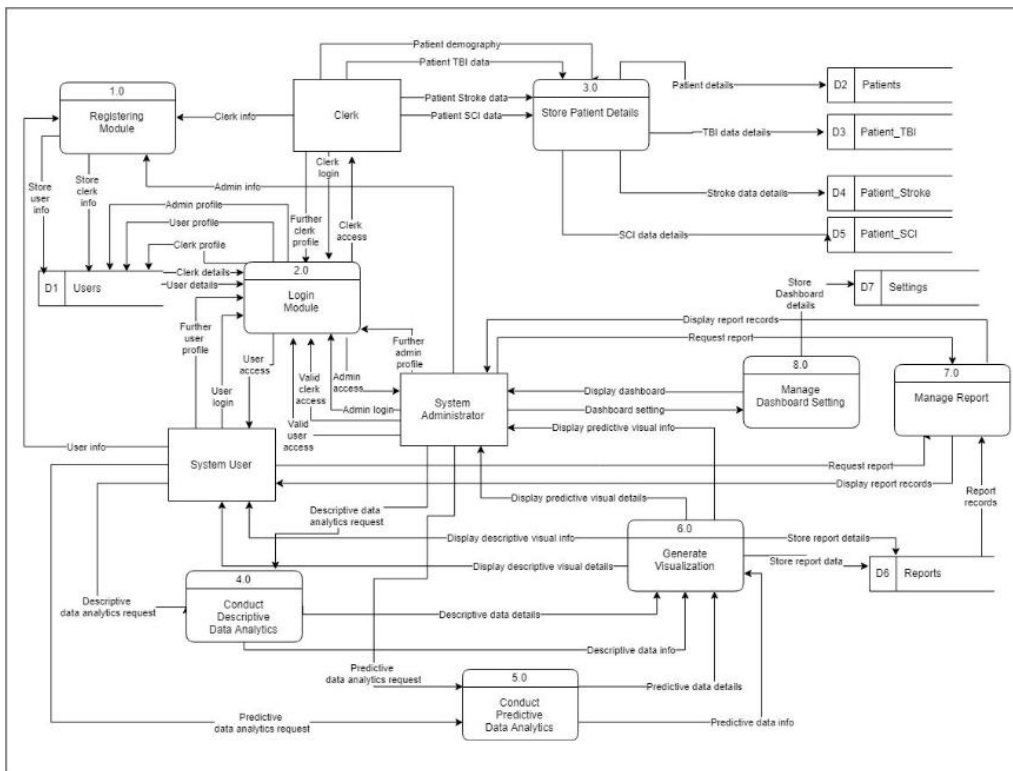 Patient demography
Patient TBI data
1.0
Registering
Module
Clerk info
Clerk
Patient Stroke data
Patient SCI data
3.0
Store Patient Details
Patient details
D2 Patients
TBI data details
D3 Patient_TBI
Stroke data details
D4 Patient_Stroke
SCI data details
D5 Patient_SCI
Store
user
info
Store
clerk
info
Admin info
Clerk
login
Further
clerk
profile
Clerk
access
Admin profile
User profile
Clerk profile
D1 Users
Clerk details
User details
2.0
Login
Module
Store
Dashboard
details
D7 Settings
Further
user
profile
User
login
User
access
Valid
clerk
access
Valid
user
access
Admin
access
Admin login
Further
admin
profile
System
Administrator
Display report records
Request report
8.0
Manage
Dashboard Setting
Display dashboard
Dashboard setting
7.0
Manage Report
Display predictive visual info
User info
System User
Request report
Display report records
Display predictive visual details
Report
records
Descriptive data
analytics request
Display descriptive visual info
6.0
Generate
Visualization
Store report details
Store report data
D6 Reports
Display descriptive visual details
Descriptive
data analytics request
4.0
Conduct
Descriptive
Data Analytics
Descriptive data details
Descriptive data info
Predictive
data analytics request
5.0
Conduct
Predictive
Data Analytics
Predictive data details
Predictive data info
Predictive
data analytics request